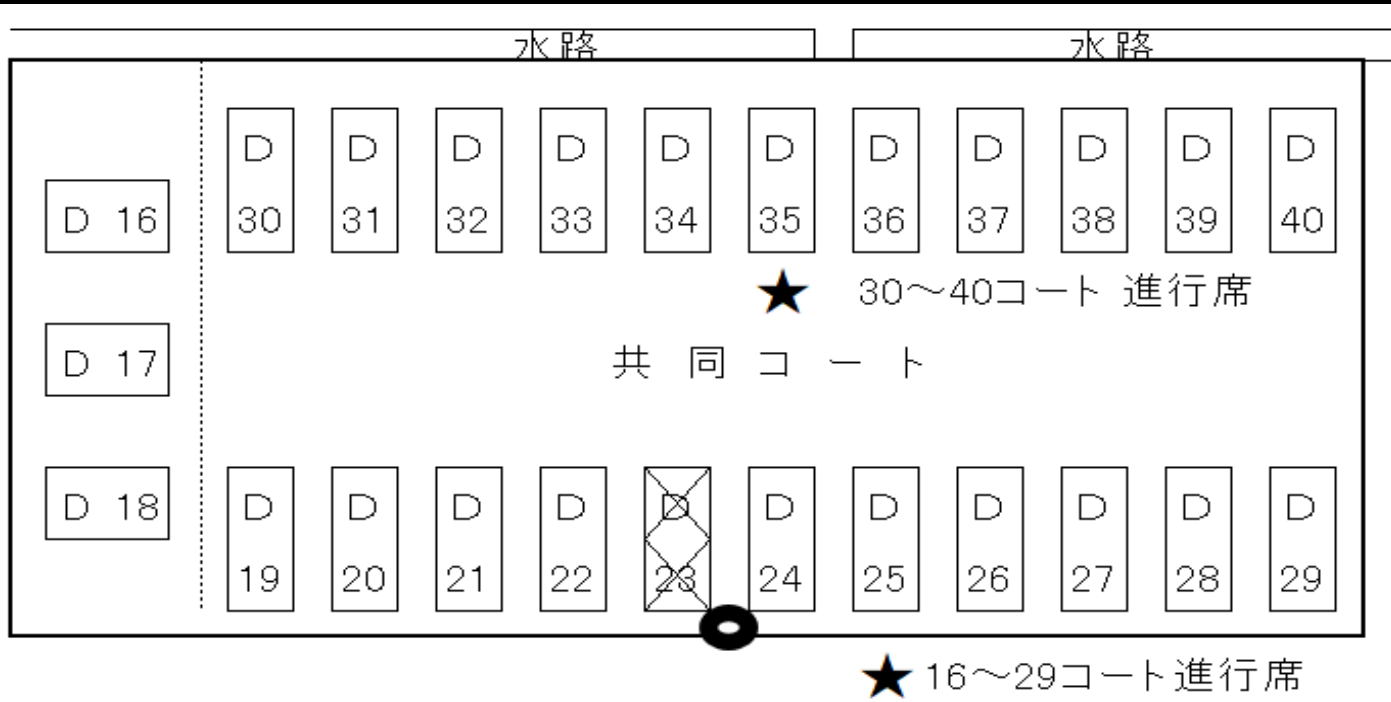 水路 水路
D D D D D D D D D D D
D 16
30 31 32 33 34 35 36 37 38 39 40
★ 30～40コート 進行席
D 17
共同コート
D 18
D D D D D D D D D D D
19 20 21 22 23 24 25 26 27 28 29
★16～29コート進行席